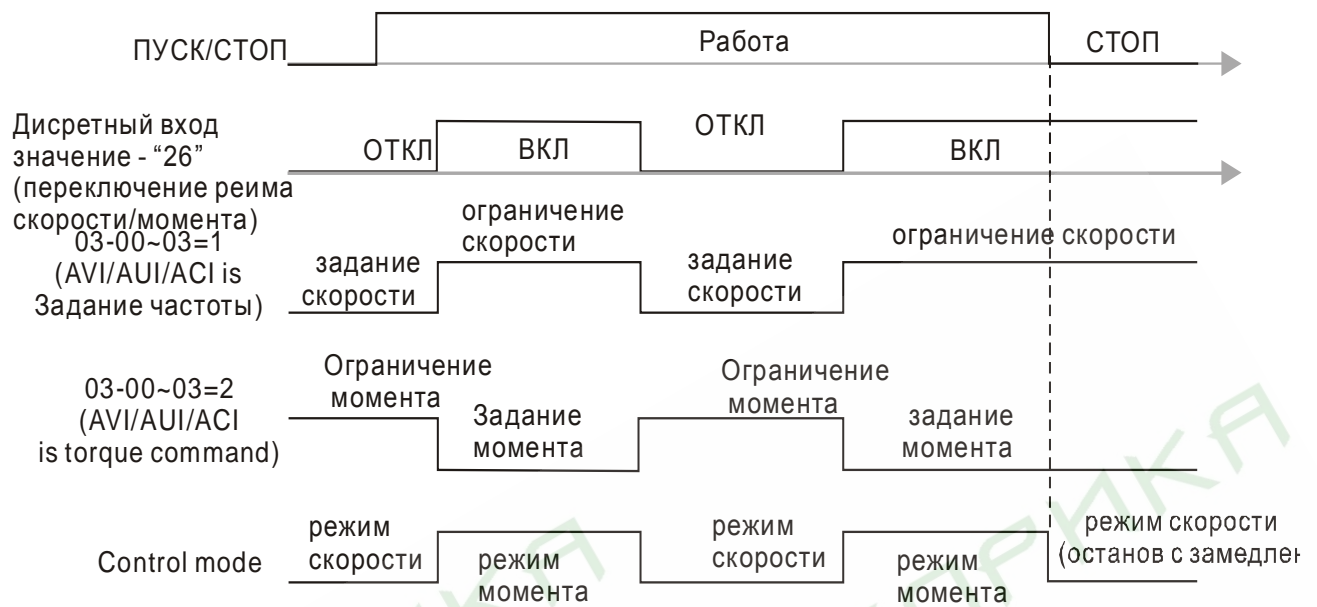 ПУСК/СТОП
Работа
СТОП
Дисретный вход
значение - “26”
(переключение реима
скорости/момента)
ОТКЛ
ВКЛ
ОТКЛ
ВКЛ
03-00~03=1
(AVI/AUI/ACI is
Задание частоты)
задание
скорости
ограничение
скорости
задание
скорости
ограничение скорости
03-00~03=2
(AVI/AUI/ACI
is torque command)
Ограничение
момента
Задание
момента
Ограничение
момента
задание
момента
Control mode
режим
скорости
режим
момента
режим
скорости
режим
момента
режим скорости
(останов с замедлен